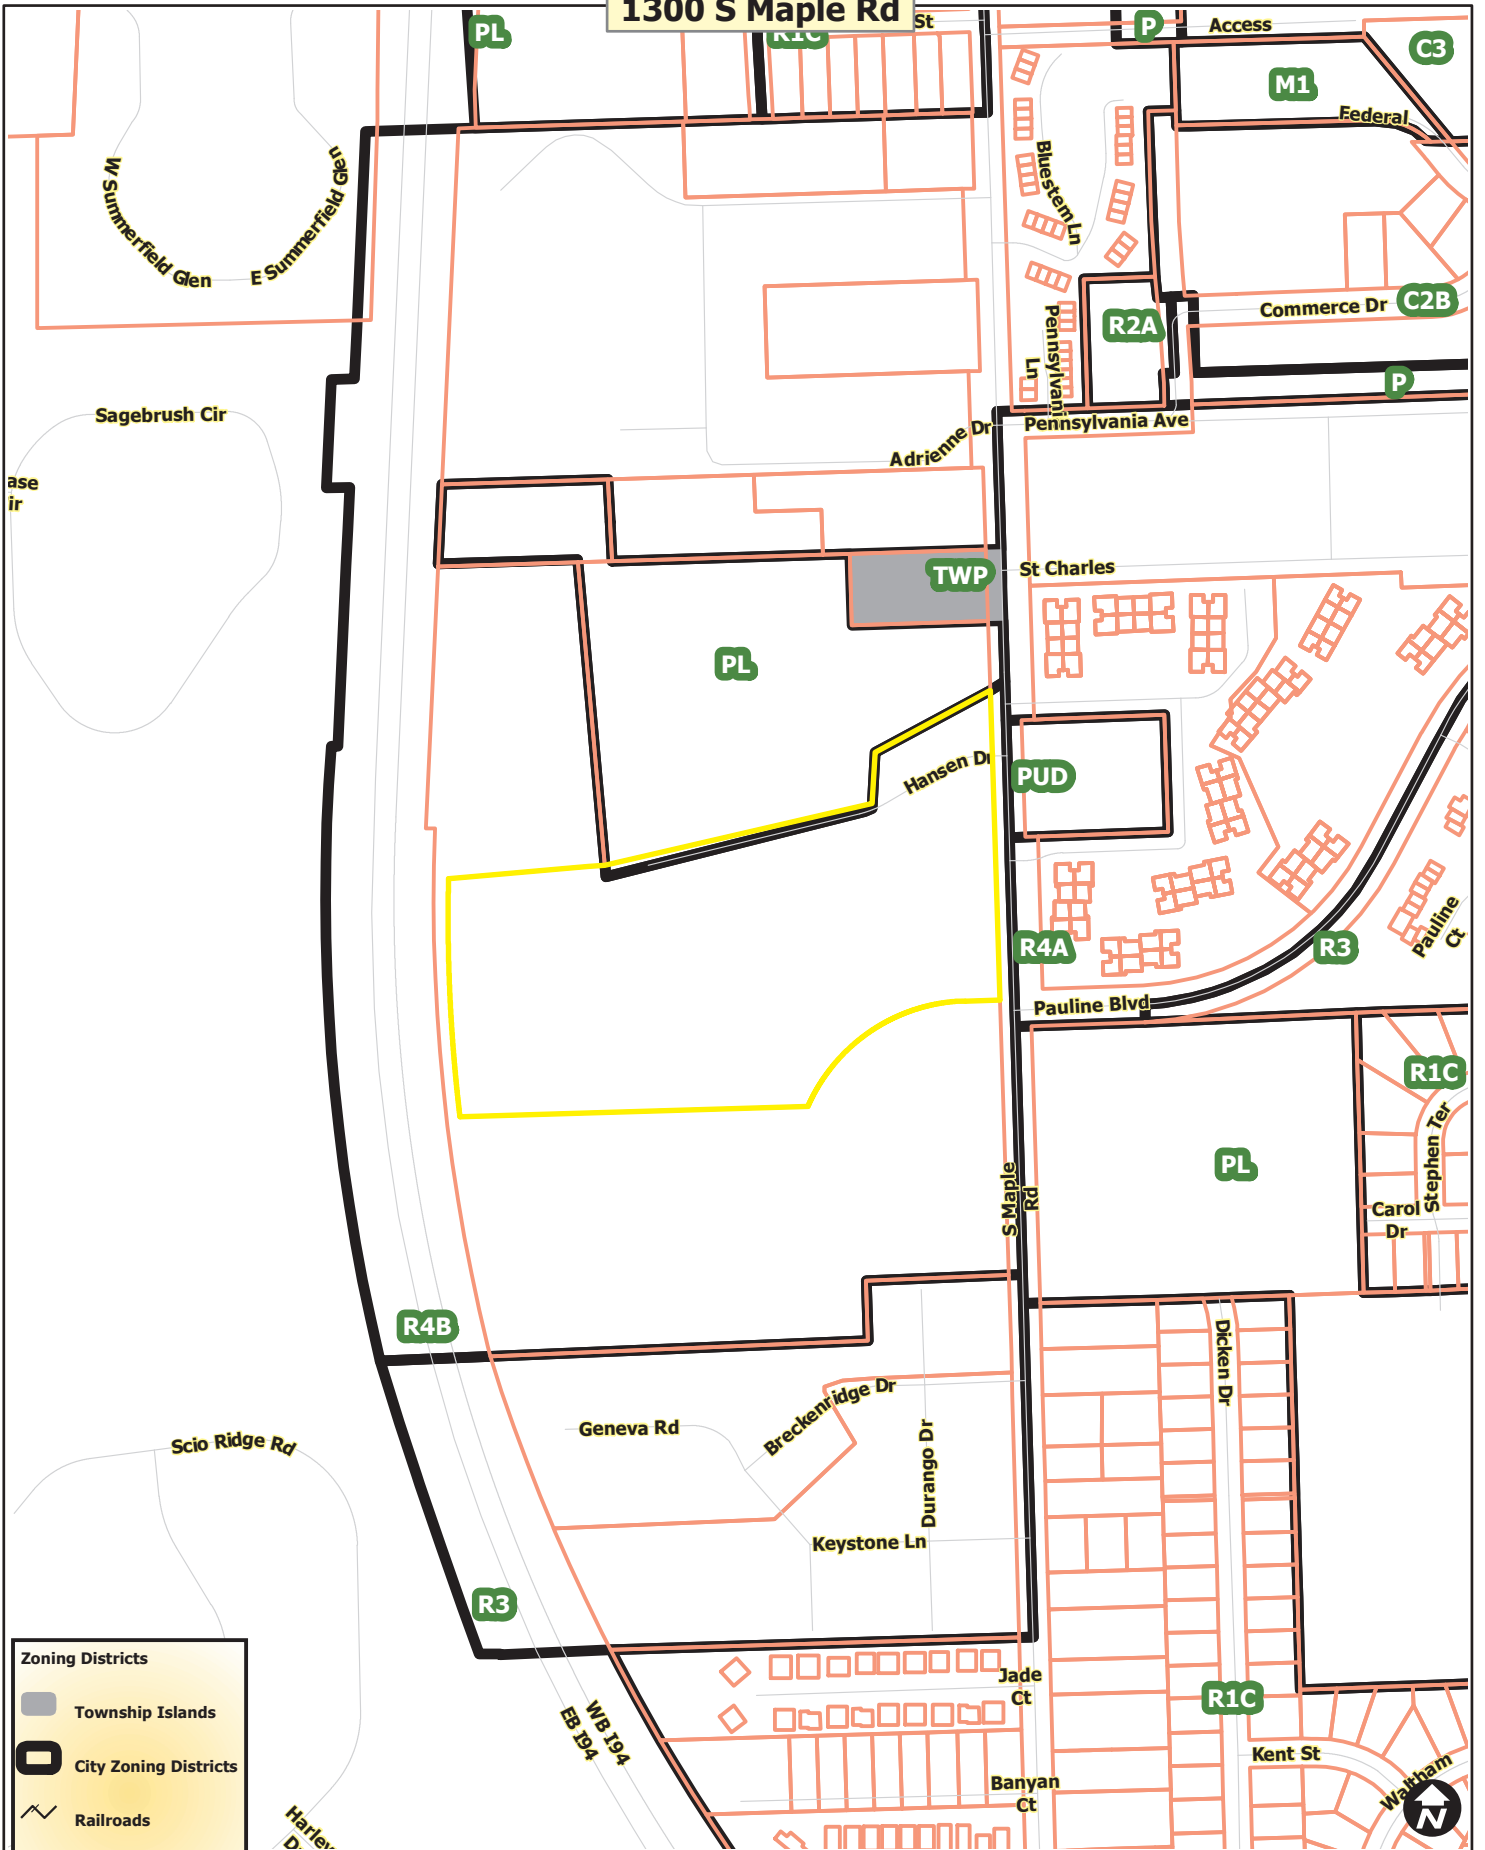 1300 S Maple Rd
PL
R1C
St
P
Access
C3
M1
Federal
W Summerfield Glen
E Summerfield Glen
Bluestem Ln
R2A
Commerce Dr
C2B
Pennsylvania
Ln
P
Sagebrush Cir
Adrienne Dr
Pennsylvania Ave
ase
ir
TWP
St Charles
PL
Hansen Dr
PUD
R4A
R3
Pauline
Ct
Pauline Blvd
R1C
Stephen Ter
PL
S Maple
Rd
Carol
Dr
R4B
Dicken Dr
Breckenridge Dr
Geneva Rd
Durango Dr
Scio Ridge Rd
Keystone Ln
R3
Jade
Ct
R1C
WB I94
EB I94
Kent St
Waltham
Banyan
Ct
Harley
D
Zoning Districts
Township Islands
City Zoning Districts
Railroads
N